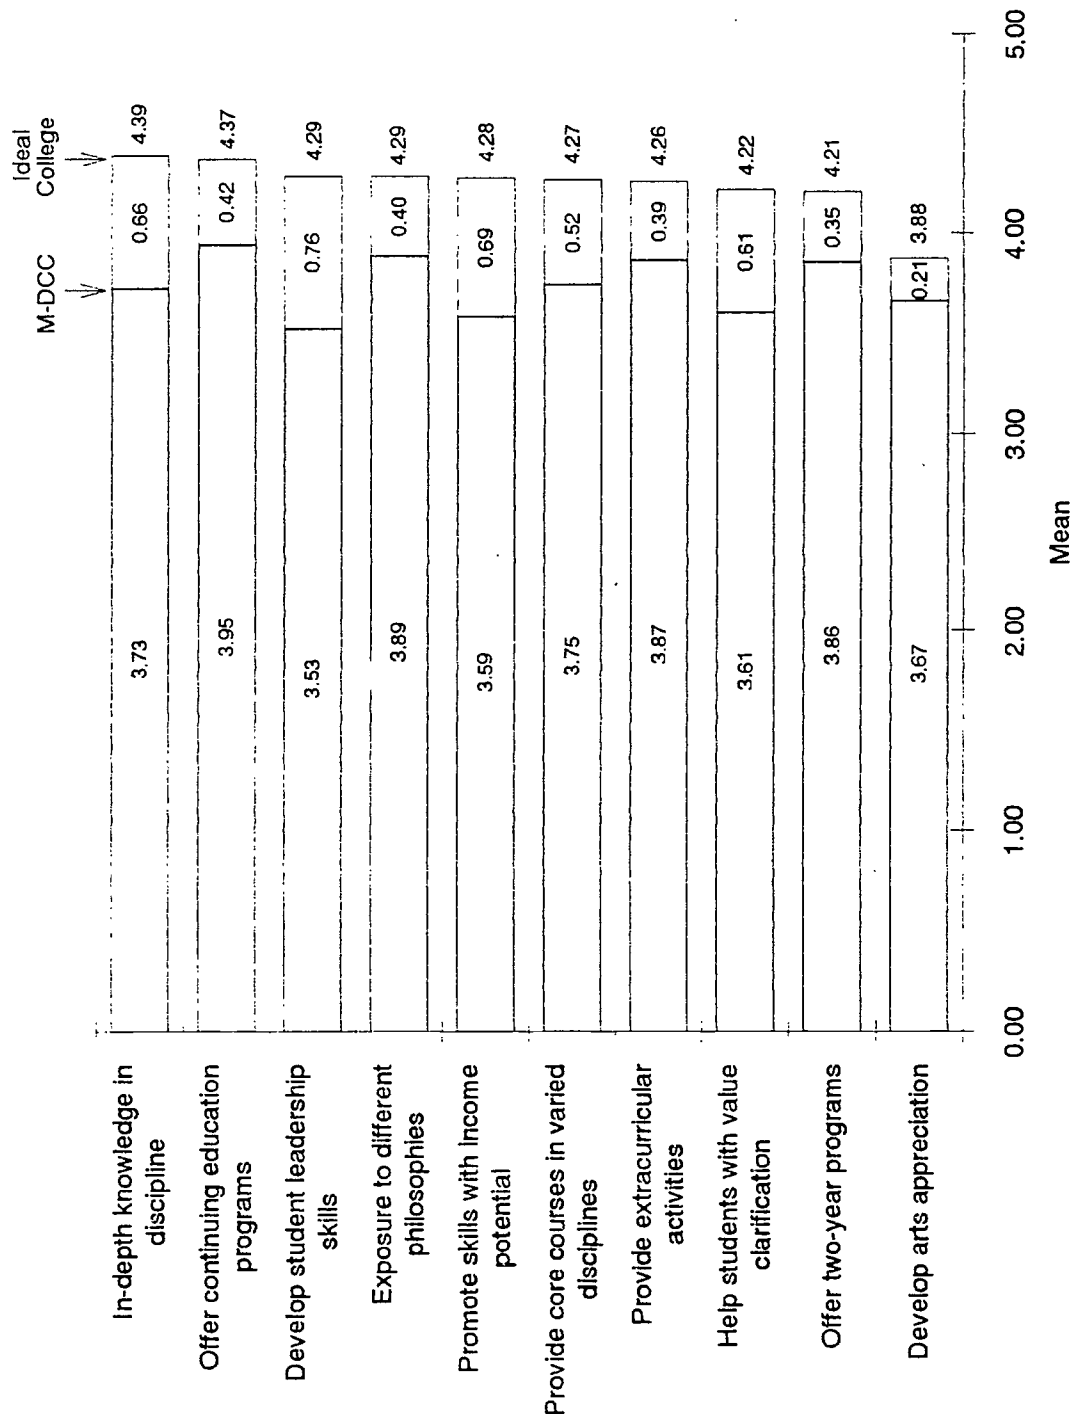 Ideal
College
M-DCC
In-depth knowledge in
discipline
3.73
0.66
4.39
Offer continuing education
programs
3.95
0.42
4.37
Develop student leadership
skills
3.53
0.76
4.29
Exposure to different
philosophies
3.89
0.40
4.29
Promote skills with income
potential
3.59
0.69
4.28
Provide core courses in varied
disciplines
3.75
0.52
4.27
Provide extracurricular
activities
3.87
0.39
4.26
Help students with value
clarification
3.61
0.61
4.22
Offer two-year programs
3.86
0.35
4.21
Develop arts appreciation
3.67
0.21
3.88
0.00
1.00
2.00
3.00
4.00
5.00
Mean